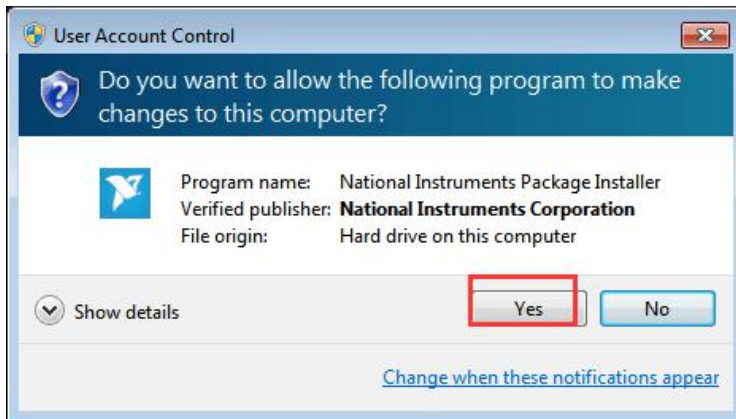 User Account Control
Do you want to allow the following program to make
changes to this computer?
Program name: National Instruments Package Installer
Verified publisher: National Instruments Corporation
File origin: Hard drive on this computer
Show details
Yes
No
Change when these notifications appear